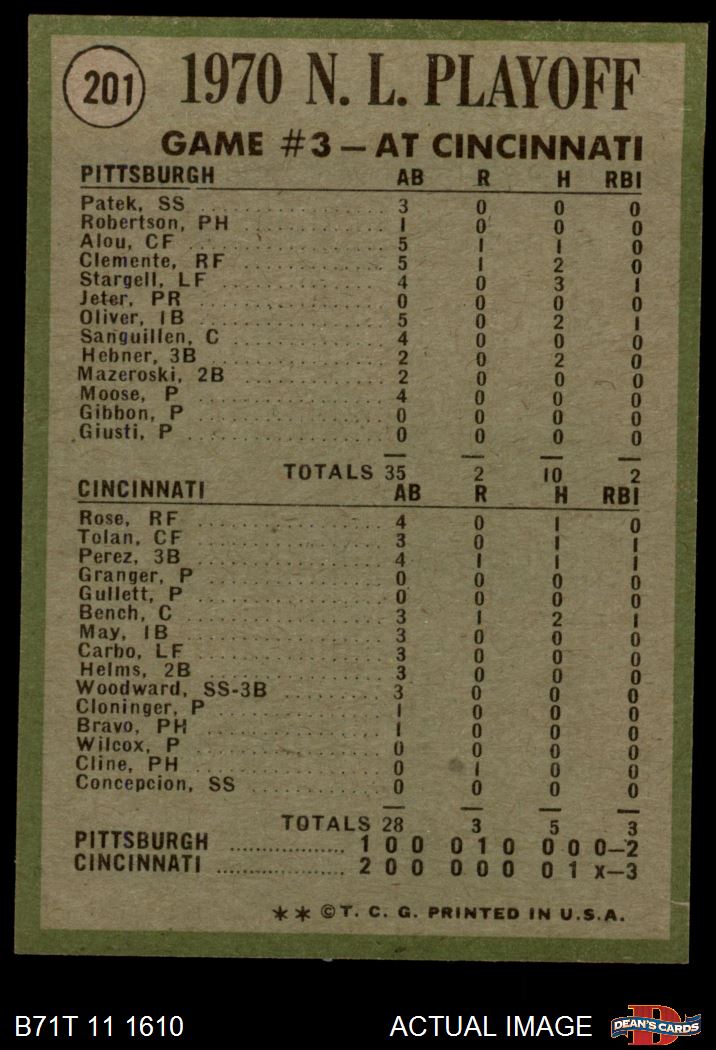 201 1970 N. L. PLAYOFF
GAME #3 – AT CINCINNATI
PITTSBURGH AB R H RBI
Patek, SS 3 0 0 0
Robertson, PH 1 0 0 0
Alou, CF 5 1 1 0
Clemente, RF 5 1 2 0
Stargell, LF 4 0 3 1
Jeter, PR 0 0 0 0
Oliver, 1B 5 0 2 1
Sanguillen, C 4 0 0 0
Hebner, 3B 2 0 2 0
Mazeroski, 2B 2 0 0 0
Moose, P 4 0 0 0
Gibbon, P 0 0 0 0
Giusti, P 0 0 0 0
TOTALS 35 2 10 2
CINCINNATI AB R H RBI
Rose, RF 4 0 1 0
Tolan, CF 3 0 1 1
Perez, 3B 4 1 1 1
Granger, P 0 0 0 0
Gullett, P 0 0 0 0
Bench, C 3 1 2 1
May, 1B 3 0 0 0
Carbo, LF 3 0 0 0
Helms, 2B 3 0 0 0
Woodward, SS-3B 3 0 0 0
Cloninger, P 1 0 0 0
Bravo, PH 1 0 0 0
Wilcox, P 0 0 0 0
Cline, PH 0 1 0 0
Concepcion, SS 0 0 0 0
TOTALS 28 3 5 3
PITTSBURGH .................. 1 0 0 0 1 0 0 0 0–2
CINCINNATI .................. 2 0 0 0 0 0 0 1 x–3
** ©T. C. G. PRINTED IN U.S.A.
B71T 11 1610 ACTUAL IMAGE DEAN'S CARDS